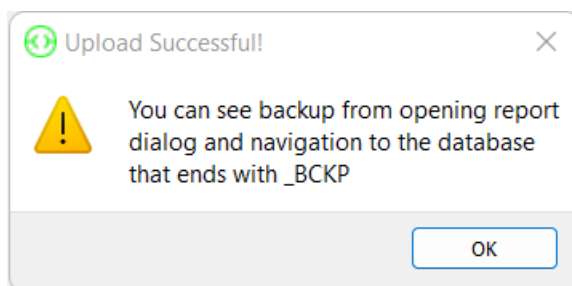 Upload Successful!
You can see backup from opening report
dialog and navigation to the database
that ends with _BCKP
OK